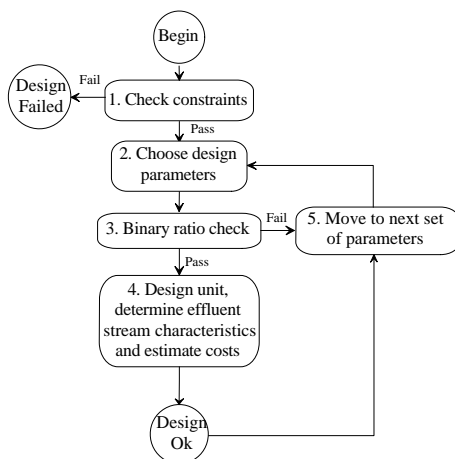 Begin
Fail
Design
Failed
1. Check constraints
Pass
2. Choose design
parameters
3. Binary ratio check
Fail
5. Move to next set
of parameters
Pass
4. Design unit,
determine effluent
stream characteristics
and estimate costs
Design
Ok